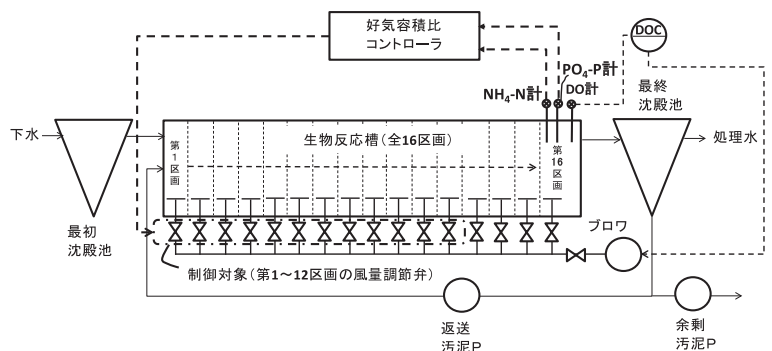 好気容積比
コントローラ
DOC
PO₄-P計
NH₄-N計
DO計
最終
沈殿池
下水
第1区画
生物反応槽(全16区画)
第16区画
処理水
最初
沈殿池
ブロワ
制御対象(第1~12区画の風量調節弁)
返送
汚泥P
余剰
汚泥P